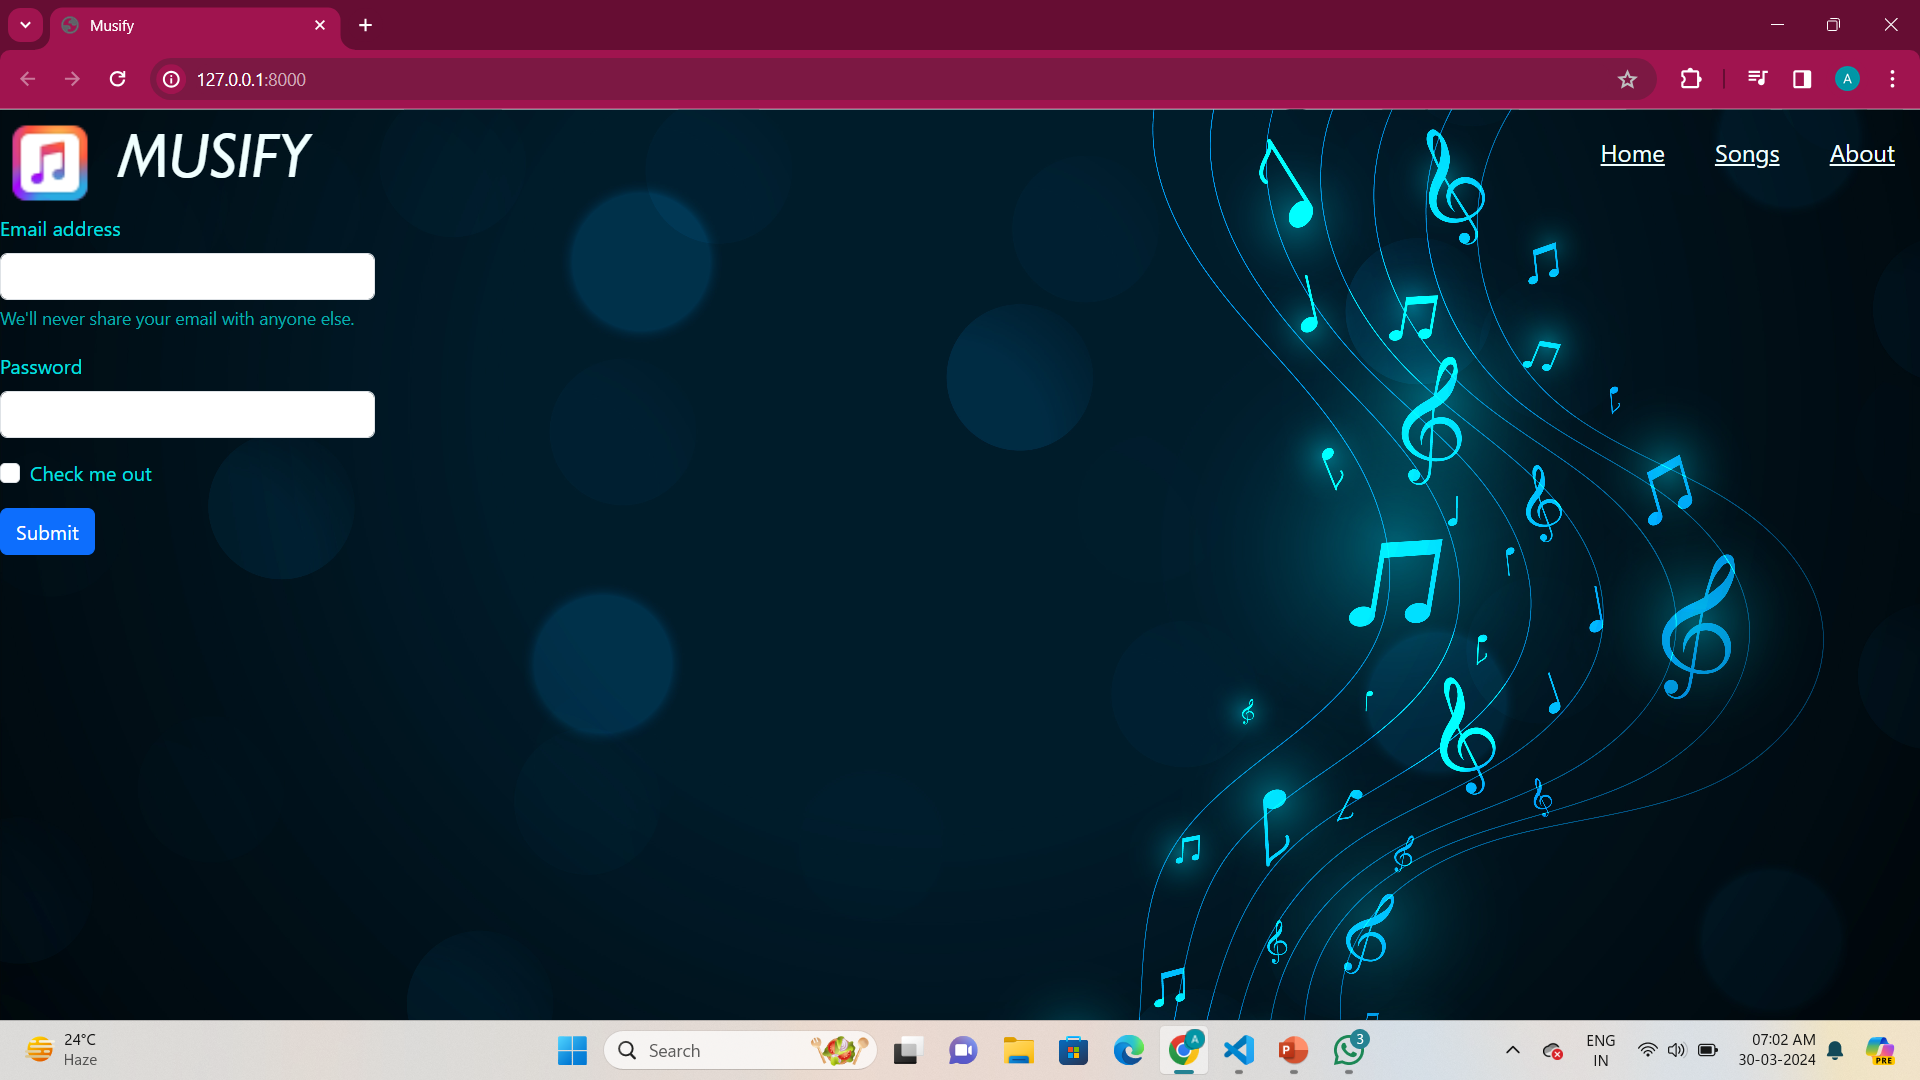 Musify
127.0.0.1:8000
A
MUSIFY
Home
Songs
About
Email address
We'll never share your email with anyone else.
Password
Check me out
Submit
24°C
Haze
Search
A
P
3
ENG
IN
07:02 AM
30-03-2024
PRE